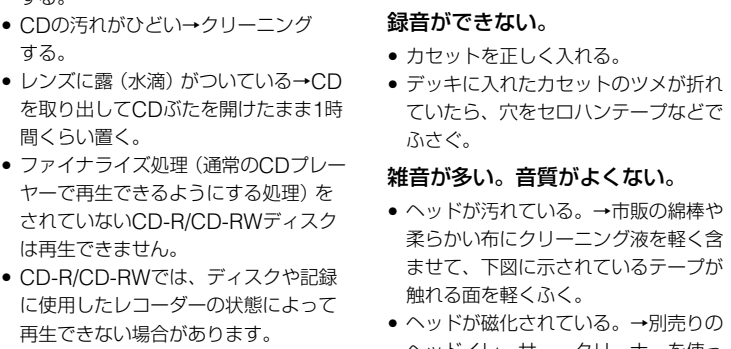 する。
● CDの汚れがひどい→クリーニング
する。
● レンズに露（水滴）がついている→CD
を取り出してCDぶたを開けたまま1時
間くらい置く。
● ファイナライズ処理（通常のCDプレー
ヤーで再生できるようにする処理）を
されていないCD-R/CD-RWディスク
は再生できません。
● CD-R/CD-RWでは、ディスクや記録
に使用したレコーダーの状態によって
再生できない場合があります。
録音ができない。
● カセットを正しく入れる。
● デッキに入れたカセットのツメが折れ
ていたら、穴をセロハンテープなどで
ふさぐ。
雑音が多い。音質がよくない。
● ヘッドが汚れている。→市販の綿棒や
柔らかい布にクリーニング液を軽く含
ませて、下図に示されているテープが
触れる面を軽くふく。
● ヘッドが磁化されている。→別売りの